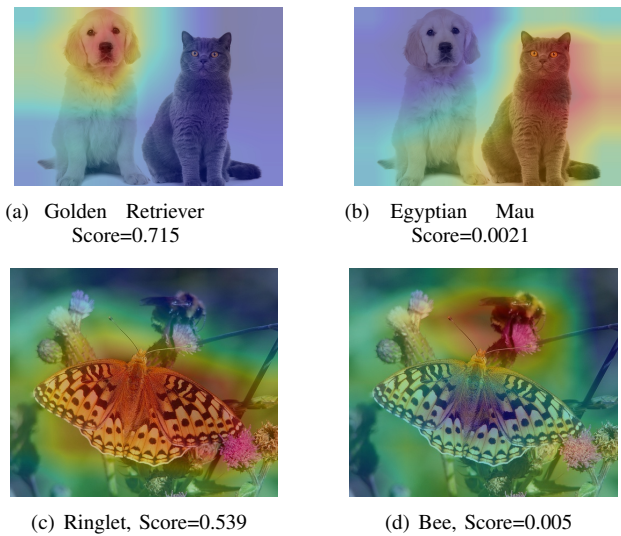 (a) Golden Retriever
Score=0.715
(b) Egyptian Mau
Score=0.0021
(c) Ringlet, Score=0.539
(d) Bee, Score=0.005